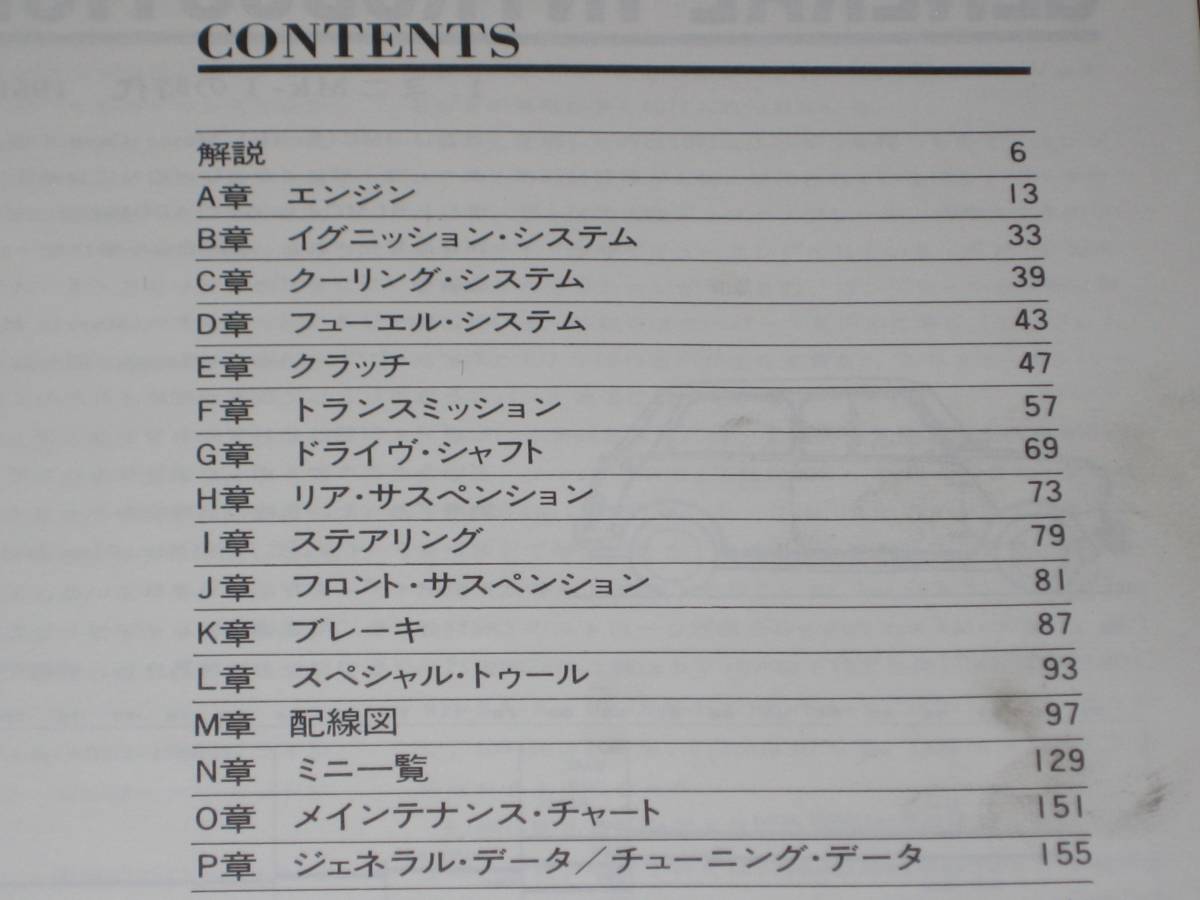 CONTENTS
解説 6
A章 エンジン 13
B章 イグニッション・システム 33
C章 クーリング・システム 39
D章 フューエル・システム 43
E章 クラッチ 47
F章 トランスミッション 57
G章 ドライヴ・シャフト 69
H章 リア・サスペンション 73
I章 ステアリング 79
J章 フロント・サスペンション 81
K章 ブレーキ 87
L章 スペシャル・トゥール 93
M章 配線図 97
N章 ミニ一覧 129
O章 メインテナンス・チャート 151
P章 ジェネラル・データ/チューニング・データ 155